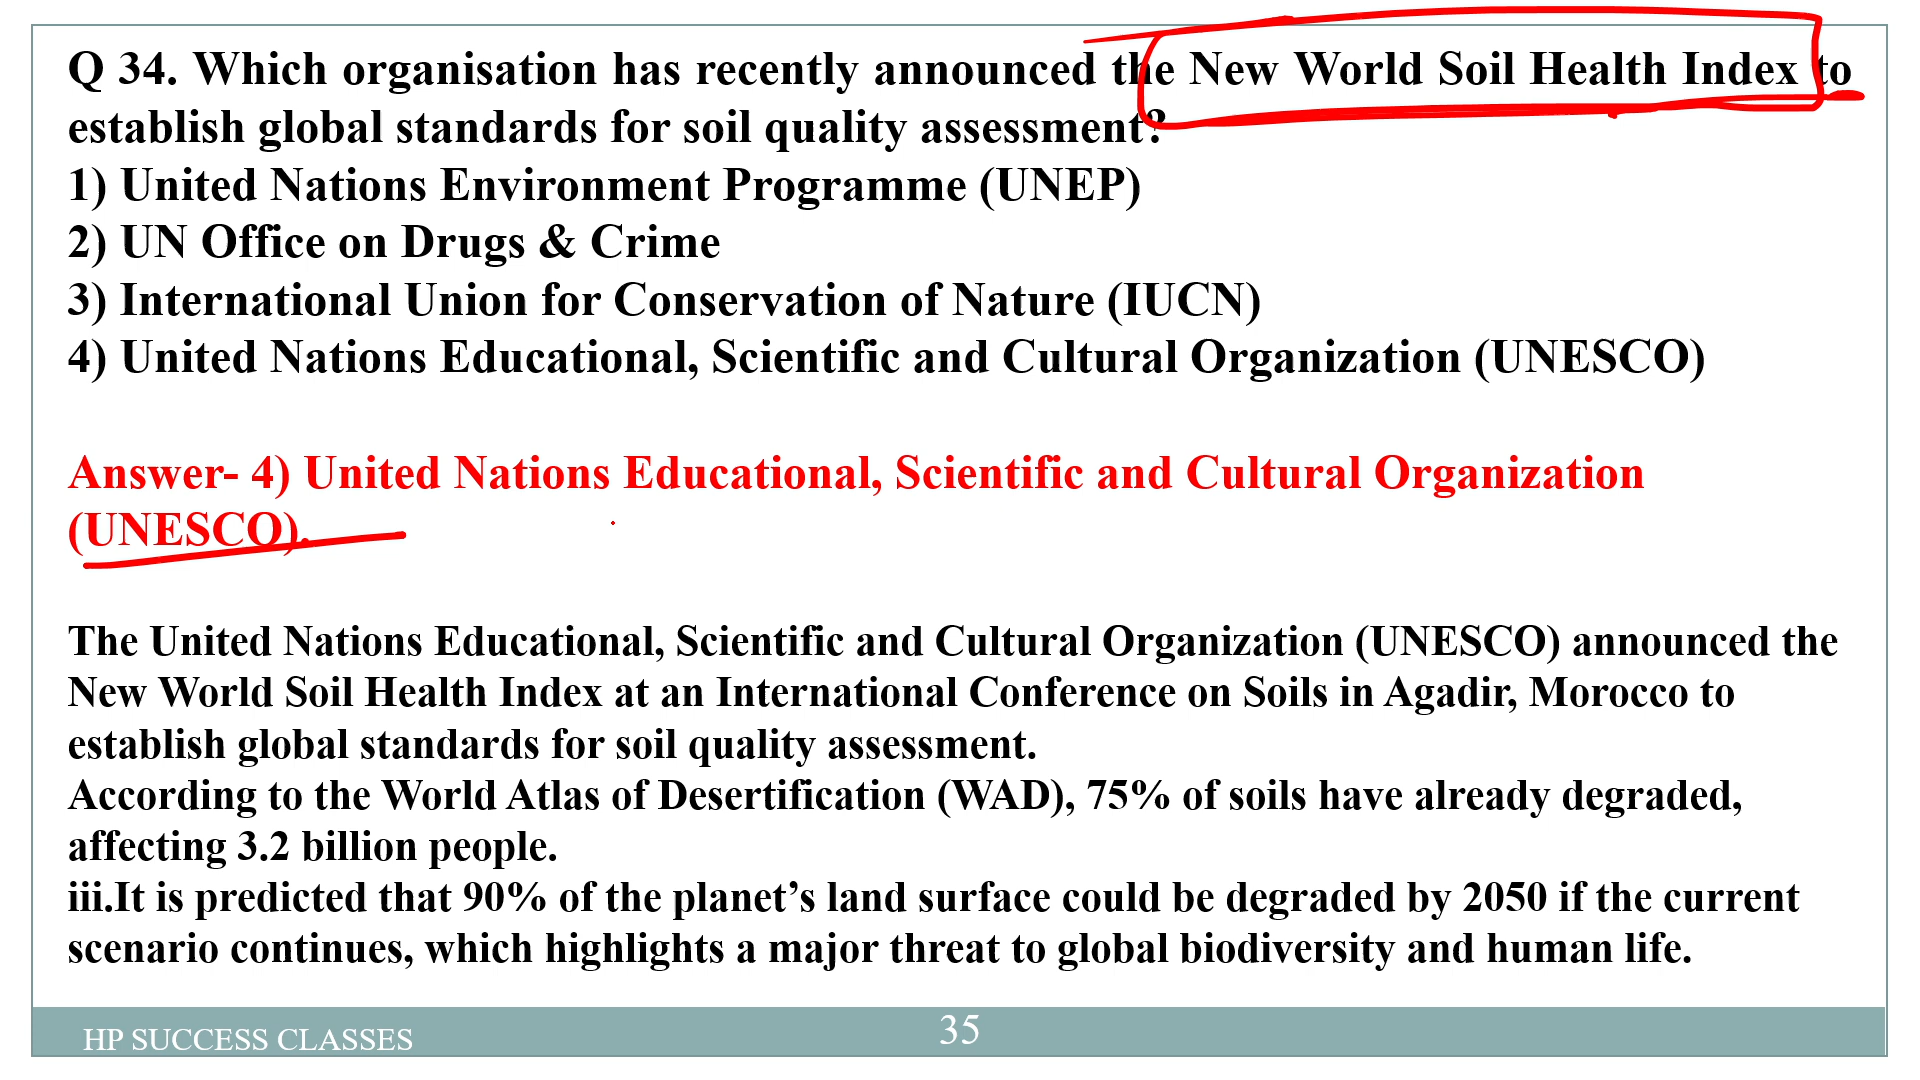 Q 34. Which organisation has recently announced the New World Soil Health Index to
establish global standards for soil quality assessment?
1) United Nations Environment Programme (UNEP)
2) UN Office on Drugs & Crime
3) International Union for Conservation of Nature (IUCN)
4) United Nations Educational, Scientific and Cultural Organization (UNESCO)
Answer- 4) United Nations Educational, Scientific and Cultural Organization
(UNESCO).
The United Nations Educational, Scientific and Cultural Organization (UNESCO) announced the
New World Soil Health Index at an International Conference on Soils in Agadir, Morocco to
establish global standards for soil quality assessment.
According to the World Atlas of Desertification (WAD), 75% of soils have already degraded,
affecting 3.2 billion people.
iii.It is predicted that 90% of the planet’s land surface could be degraded by 2050 if the current
scenario continues, which highlights a major threat to global biodiversity and human life.
HP SUCCESS CLASSES
35